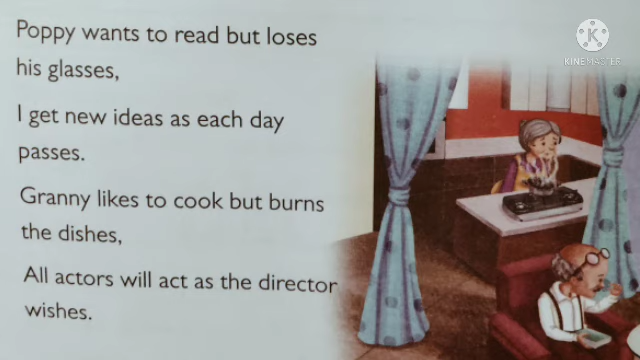 Poppy wants to read but loses
his glasses,
I get new ideas as each day
passes.
Granny likes to cook but burns
the dishes,
All actors will act as the director
wishes.
K
KINEMASTER